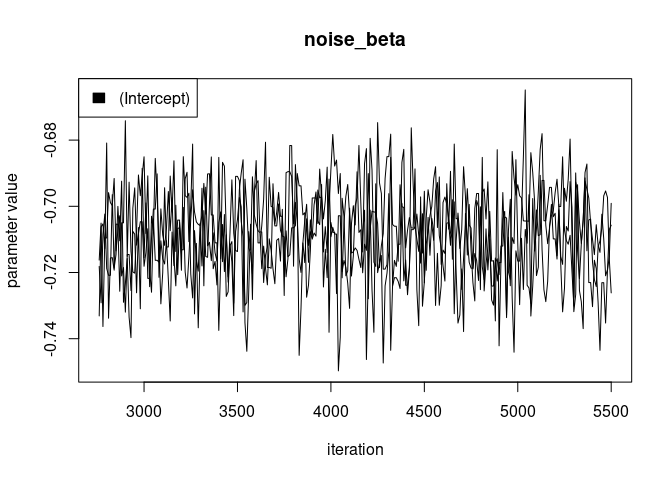 noise_beta
(Intercept)
parameter value
-0.68
-0.70
-0.72
-0.74
3000 3500 4000 4500 5000 5500
iteration